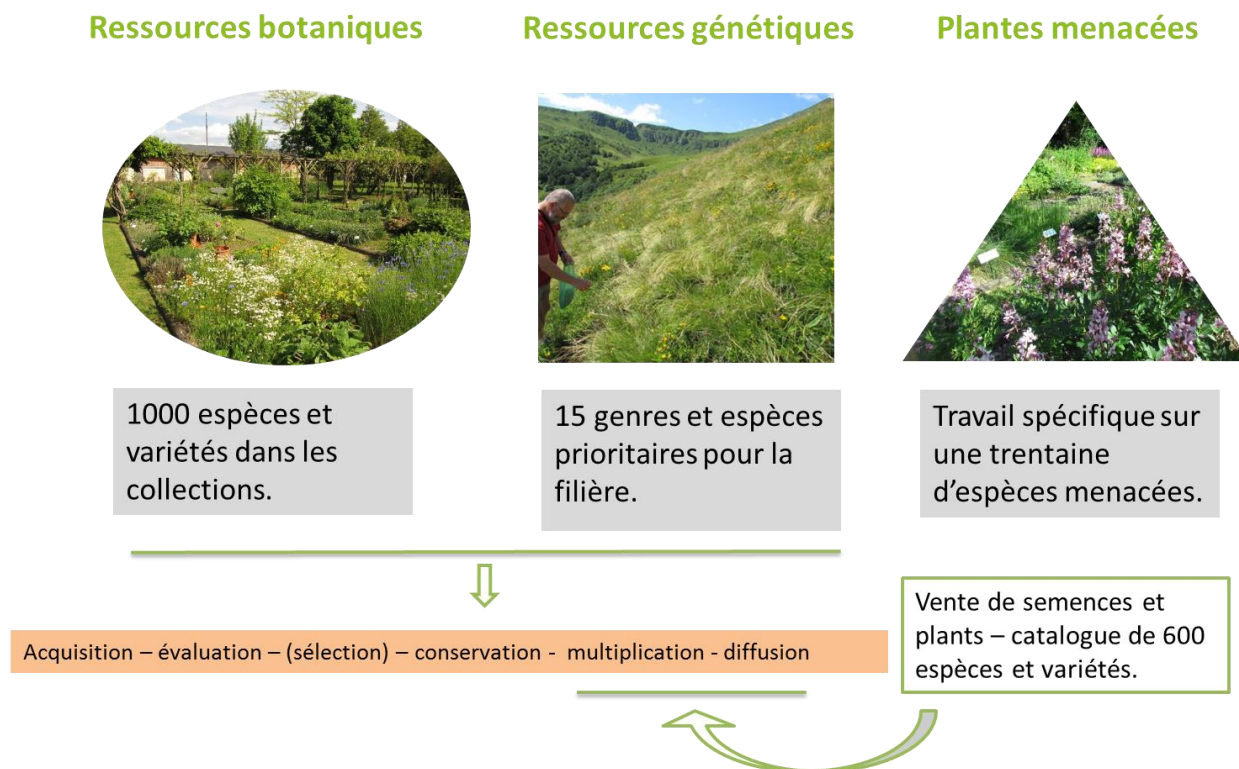 Ressources botaniques
Ressources génétiques
Plantes menacées
1000 espèces et
variétés dans les
collections.
15 genres et espèces
prioritaires pour la
filière.
Travail spécifique sur
une trentaine
d’espèces menacées.
Acquisition – évaluation – (sélection) – conservation - multiplication - diffusion
Vente de semences et
plants – catalogue de 600
espèces et variétés.